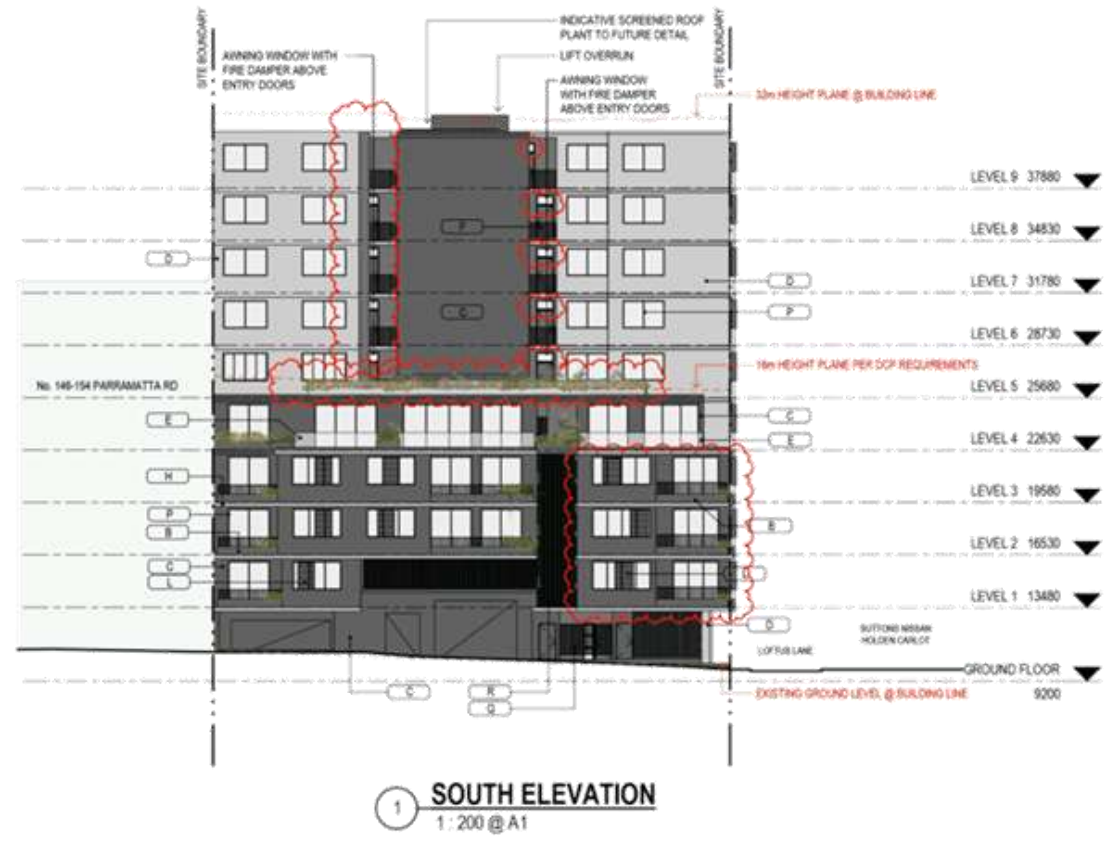 SITE BOUNDARY
SITE BOUNDARY
INDICATIVE SCREENED ROOF
PLANT TO FUTURE DETAIL
LIFT OVERRUN
AWNING WINDOW WITH
FIRE DAMPER ABOVE
ENTRY DOORS
AWNING WINDOW
WITH FIRE DAMPER
ABOVE ENTRY DOORS
32m HEIGHT PLANE @ BUILDING LINE
LEVEL 9 37880
LEVEL 8 34830
P
D
LEVEL 7 31780
D
P
C
LEVEL 6 28730
16m HEIGHT PLANE PER DCP REQUIREMENTS
No. 146-154 PARRAMATTA RD
LEVEL 5 25680
E
C
E
LEVEL 4 22630
H
LEVEL 3 19580
P
B
B
LEVEL 2 16530
C
L
LEVEL 1 13480
D
SUTTONS NISSAN
HOLDEN CARLOT
LOFTUS LANE
GROUND FLOOR
9200
C
R
Q
EXISTING GROUND LEVEL @ BUILDING LINE
1
SOUTH ELEVATION
1 : 200 @ A1